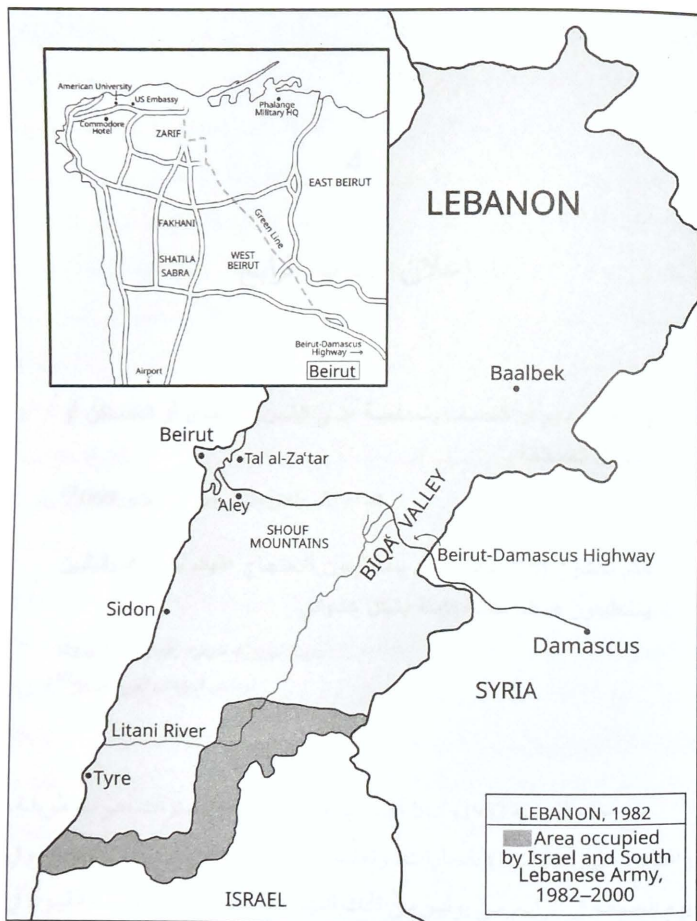 American University
US Embassy
Commodore
Hotel
ZARIF
Phalange
Military HQ
EAST BEIRUT
Green Line
FAKHANI
SHATILA
SABRA
WEST
BEIRUT
Beirut-Damascus
Highway →
Airport
Beirut
LEBANON
Baalbek
Beirut
Tal al-Za‘tar
‘Aley
SHOUF
MOUNTAINS
BIQA‘ VALLEY
Beirut-Damascus Highway
Sidon
Damascus
SYRIA
Litani River
Tyre
ISRAEL
LEBANON, 1982
Area occupied
by Israel and South
Lebanese Army,
1982–2000